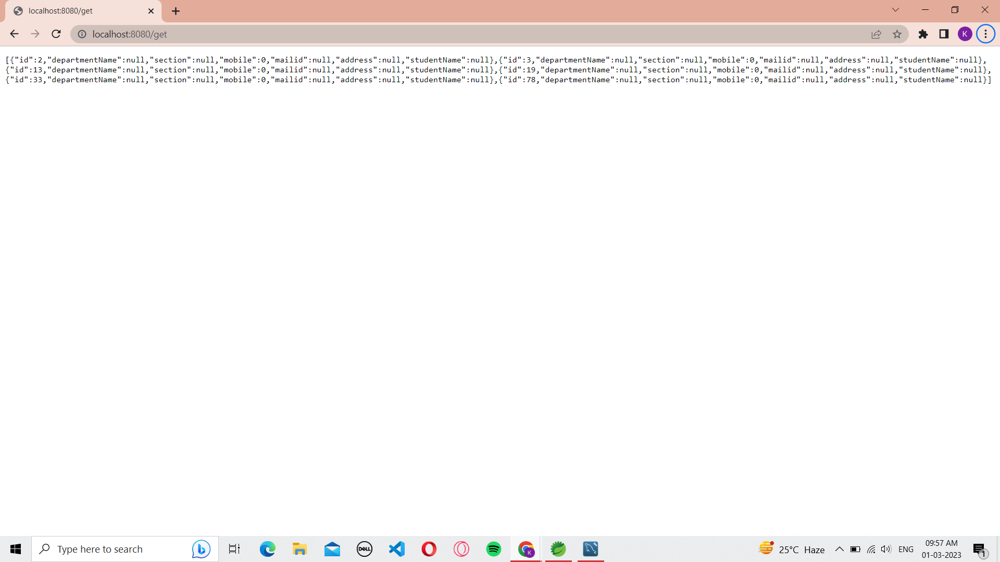 localhost:8080/get
localhost:8080/get
K
[{"id":2,"departmentName":null,"section":null,"mobile":0,"mailid":null,"address":null,"studentName":null},{"id":3,"departmentName":null,"section":null,"mobile":0,"mailid":null,"address":null,"studentName":null},
{"id":13,"departmentName":null,"section":null,"mobile":0,"mailid":null,"address":null,"studentName":null},{"id":19,"departmentName":null,"section":null,"mobile":0,"mailid":null,"address":null,"studentName":null},
{"id":33,"departmentName":null,"section":null,"mobile":0,"mailid":null,"address":null,"studentName":null},{"id":78,"departmentName":null,"section":null,"mobile":0,"mailid":null,"address":null,"studentName":null}]
Type here to search
DELL
K
25°C Haze
ENG
09:57 AM
01-03-2023
1